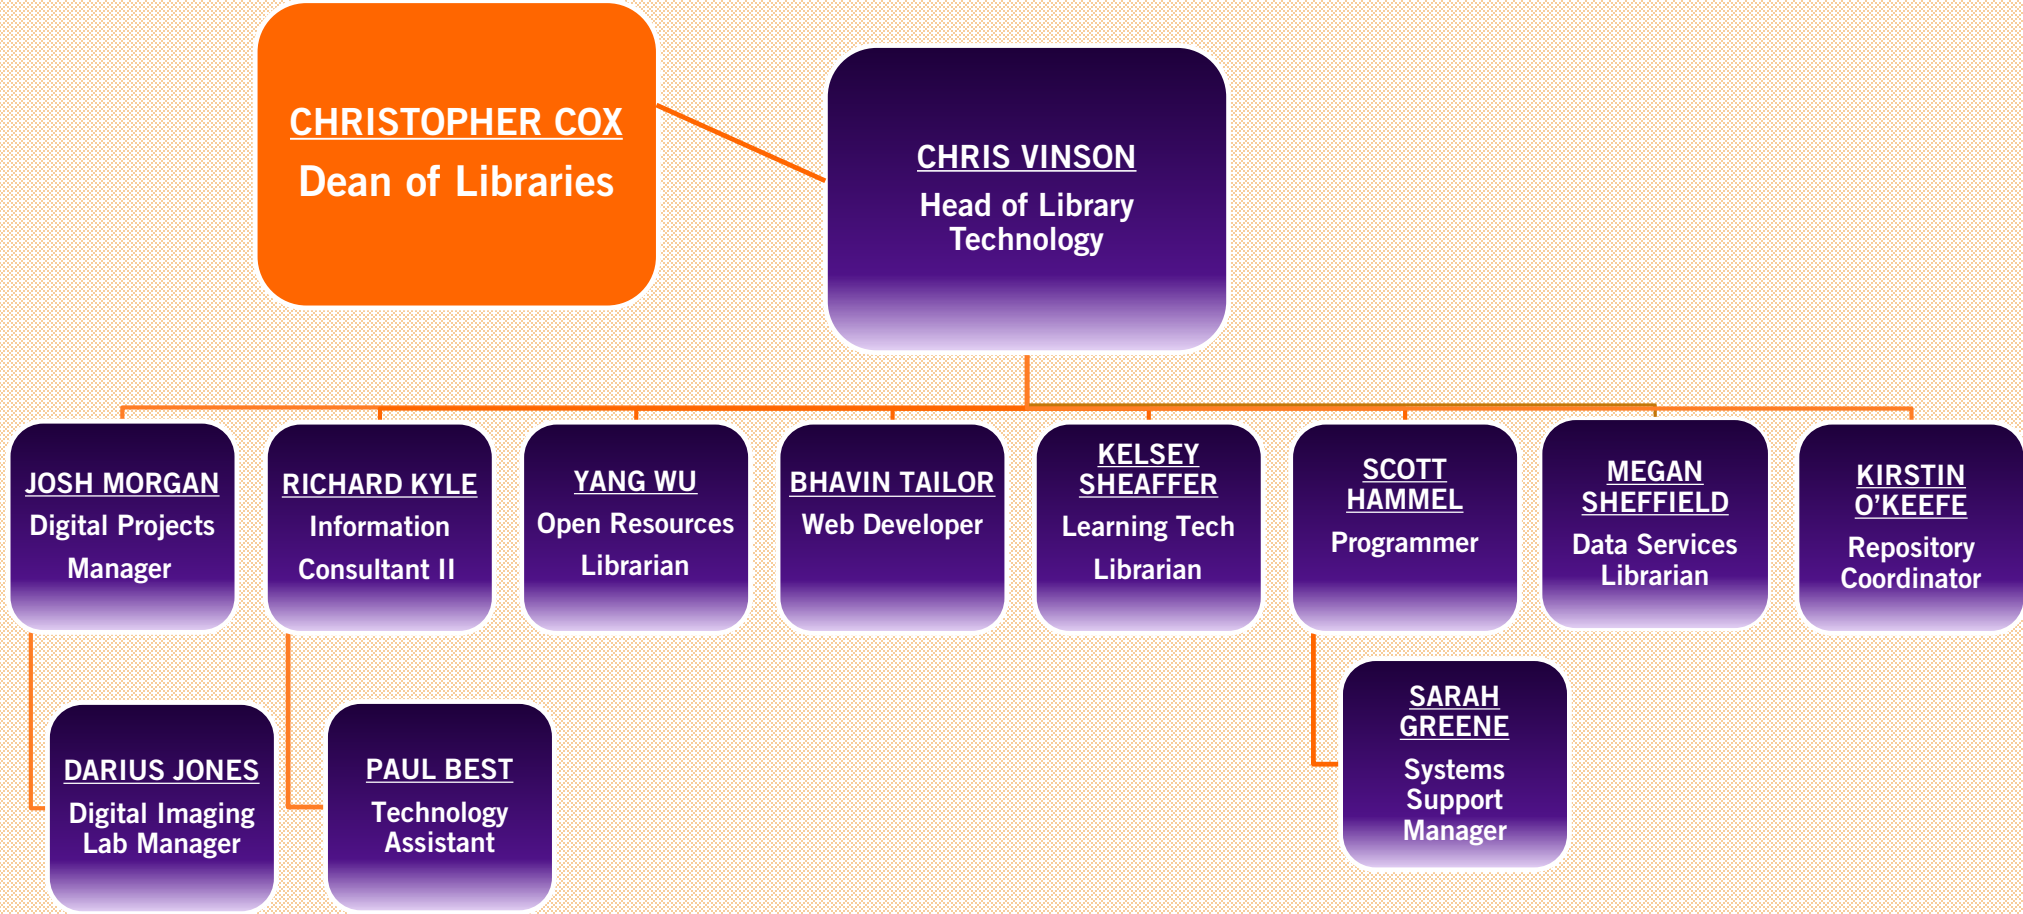 CHRISTOPHER COX
Dean of Libraries
CHRIS VINSON
Head of Library
Technology
JOSH MORGAN
Digital Projects
Manager
RICHARD KYLE
Information
Consultant II
YANG WU
Open Resources
Librarian
BHAVIN TAILOR
Web Developer
KELSEY
SHEAFFER
Learning Tech
Librarian
SCOTT
HAMMEL
Programmer
MEGAN
SHEFFIELD
Data Services
Librarian
KIRSTIN
O’KEEFE
Repository
Coordinator
DARIUS JONES
Digital Imaging
Lab Manager
PAUL BEST
Technology
Assistant
SARAH
GREENE
Systems
Support
Manager